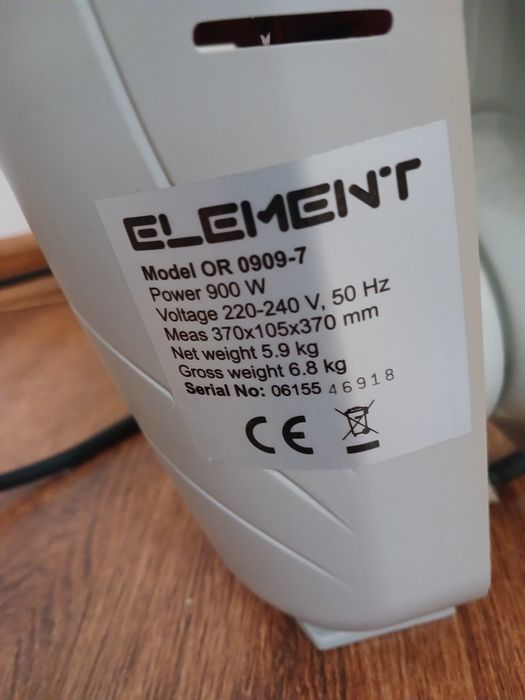 ELEMENT
Model OR 0909-7
Power 900 W
Voltage 220-240 V, 50 Hz
Meas 370x105x370 mm
Net weight 5.9 kg
Gross weight 6.8 kg
Serial No: 06155 46918
CE